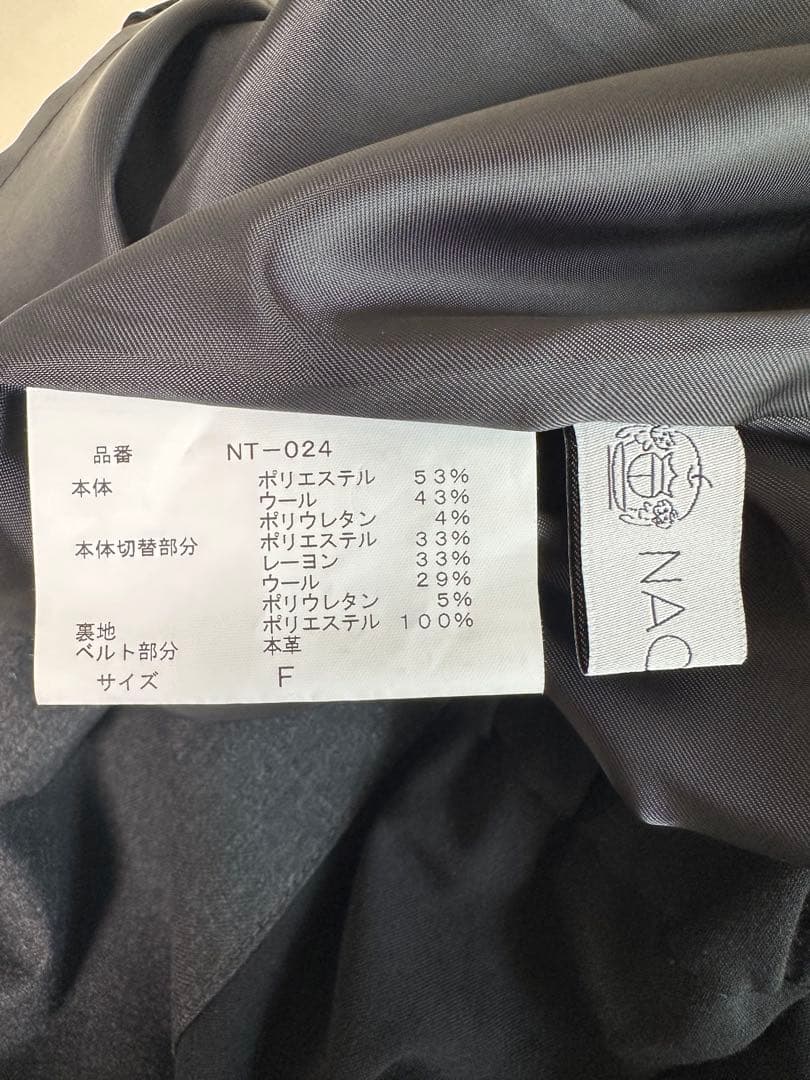 品番 NT-024
本体 ポリエステル 53%
ウール 43%
ポリウレタン 4%
本体切替部分 ポリエステル 33%
レーヨン 33%
ウール 29%
ポリウレタン 5%
裏地 ポリエステル 100%
ベルト部分 本革
サイズ F
NAC